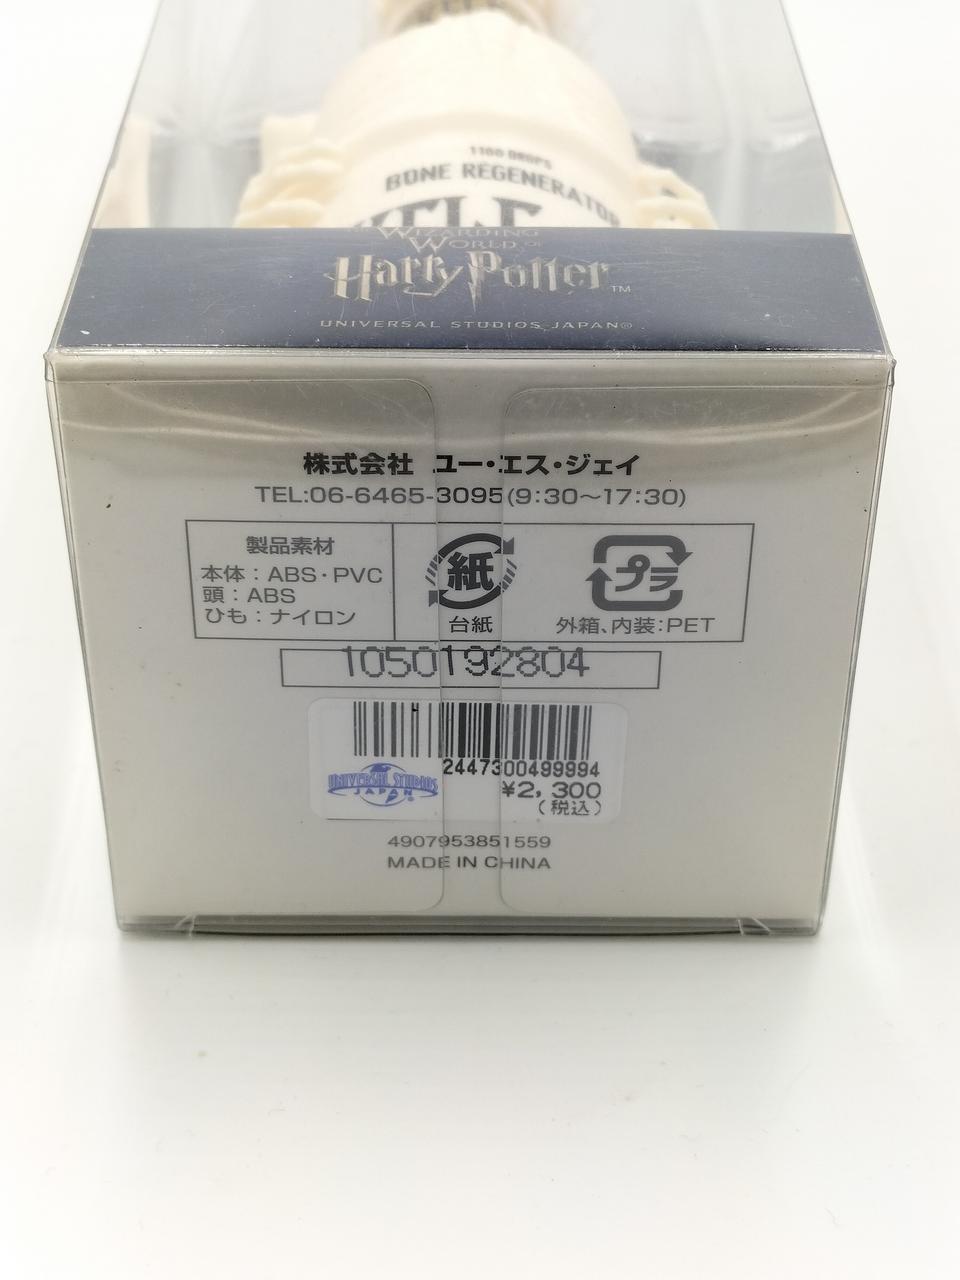 1100 DROPS
BONE REGENERATOR
WIZARDING
WORLD OF
Harry Potter™
UNIVERSAL STUDIOS JAPAN®
株式会社 ユー・エス・ジェイ
TEL:06-6465-3095(9:30～17:30)
製品素材
本体：ABS・PVC
頭：ABS
ひも：ナイロン
紙
台紙
プラ
外箱、内装:PET
1050192804
2447300499994
UNIVERSAL STUDIOS
JAPAN®
¥2,300
(税込)
4907953851559
MADE IN CHINA